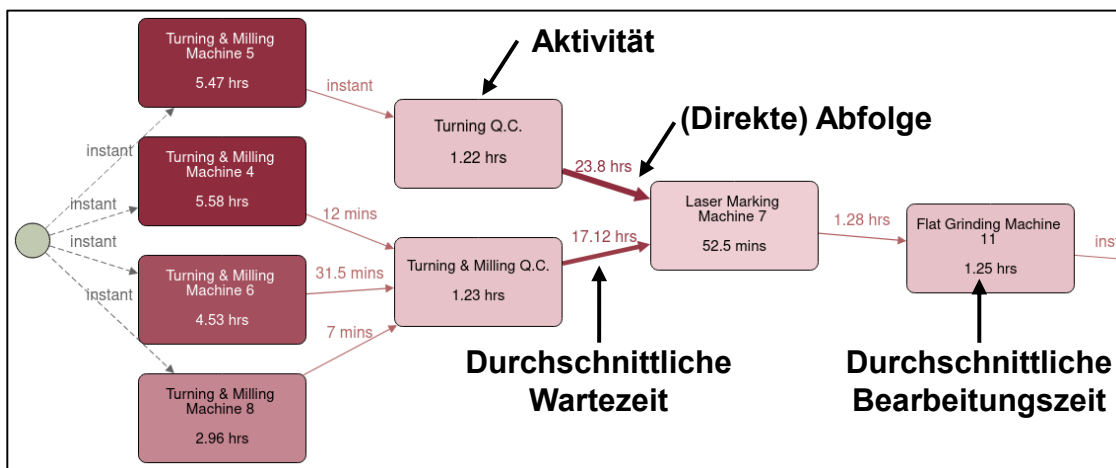 Turning & Milling
Machine 5
5.47 hrs
instant
Aktivität
Turning Q.C.
1.22 hrs
(Direkte) Abfolge
23.8 hrs
instant
Turning & Milling
Machine 4
5.58 hrs
instant
12 mins
Laser Marking
Machine 7
52.5 mins
1.28 hrs
Flat Grinding Machine
11
1.25 hrs
17.12 hrs
instant
Turning & Milling
Machine 6
4.53 hrs
31.5 mins
Turning & Milling Q.C.
1.23 hrs
instant
7 mins
Turning & Milling
Machine 8
2.96 hrs
Durchschnittliche
Wartezeit
Durchschnittliche
Bearbeitungszeit